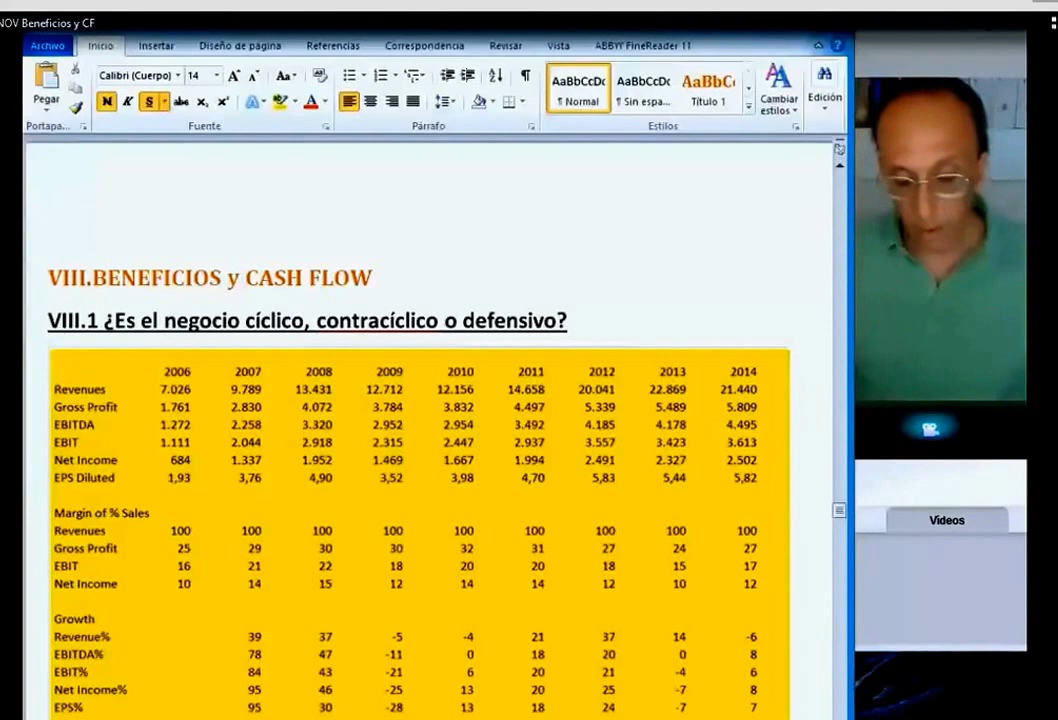 NOV Beneficios y CF
Archivo Inicio Insertar Diseño de página Referencias Correspondencia Revisar Vista ABBYY FineReader 11
Pegar Calibri (Cuerpo) 14 A A Aa
N K S abc x₂ x² A A
AaBbCcDc AaBbCcDc AaBbC
¶ Normal ¶ Sin espa... Título 1
Cambiar estilos
Edición
Portapa... Fuente Párrafo Estilos
VIII.BENEFICIOS y CASH FLOW
VIII.1 ¿Es el negocio cíclico, contracíclico o defensivo?
2006 2007 2008 2009 2010 2011 2012 2013 2014
Revenues 7.026 9.789 13.431 12.712 12.156 14.658 20.041 22.869 21.440
Gross Profit 1.761 2.830 4.072 3.784 3.832 4.497 5.339 5.489 5.809
EBITDA 1.272 2.258 3.320 2.952 2.954 3.492 4.185 4.178 4.495
EBIT 1.111 2.044 2.918 2.315 2.447 2.937 3.557 3.423 3.613
Net Income 684 1.337 1.952 1.469 1.667 1.994 2.491 2.327 2.502
EPS Diluted 1,93 3,76 4,90 3,52 3,98 4,70 5,83 5,44 5,82
Margin of % Sales
Revenues 100 100 100 100 100 100 100 100 100
Gross Profit 25 29 30 30 32 31 27 24 27
EBIT 16 21 22 18 20 20 18 15 17
Net Income 10 14 15 12 14 14 12 10 12
Growth
Revenue% 39 37 -5 -4 21 37 14 -6
EBITDA% 78 47 -11 0 18 20 0 8
EBIT% 84 43 -21 6 20 21 -4 6
Net Income% 95 46 -25 13 20 25 -7 8
EPS% 95 30 -28 13 18 24 -7 7
Videos